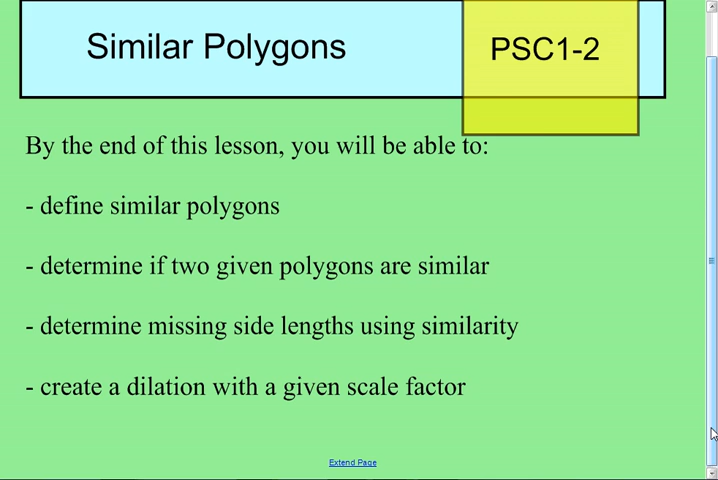 Similar Polygons
PSC1-2
By the end of this lesson, you will be able to:
- define similar polygons
- determine if two given polygons are similar
- determine missing side lengths using similarity
- create a dilation with a given scale factor
Extend Page